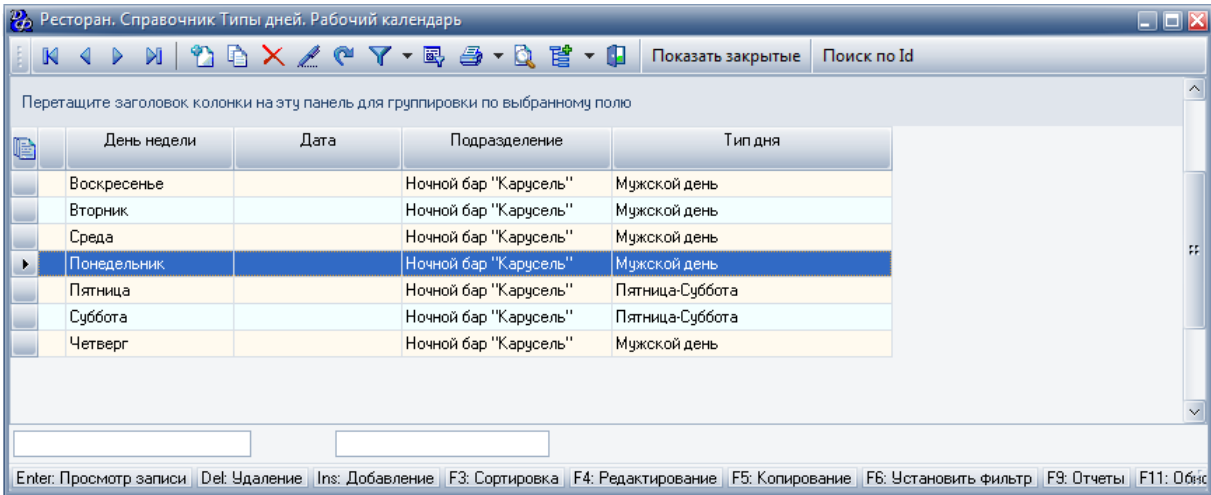 Ресторан. Справочник Типы дней. Рабочий календарь
Показать закрытые Поиск по Id
Перетащите заголовок колонки на эту панель для группировки по выбранному полю
День недели Дата Подразделение Тип дня
Воскресенье Ночной бар "Карусель" Мужской день
Вторник Ночной бар "Карусель" Мужской день
Среда Ночной бар "Карусель" Мужской день
Понедельник Ночной бар "Карусель" Мужской день
Пятница Ночной бар "Карусель" Пятница-Суббота
Суббота Ночной бар "Карусель" Пятница-Суббота
Четверг Ночной бар "Карусель" Мужской день
Enter: Просмотр записи Del: Удаление Ins: Добавление F3: Сортировка F4: Редактирование F5: Копирование F6: Установить фильтр F9: Отчеты F11: